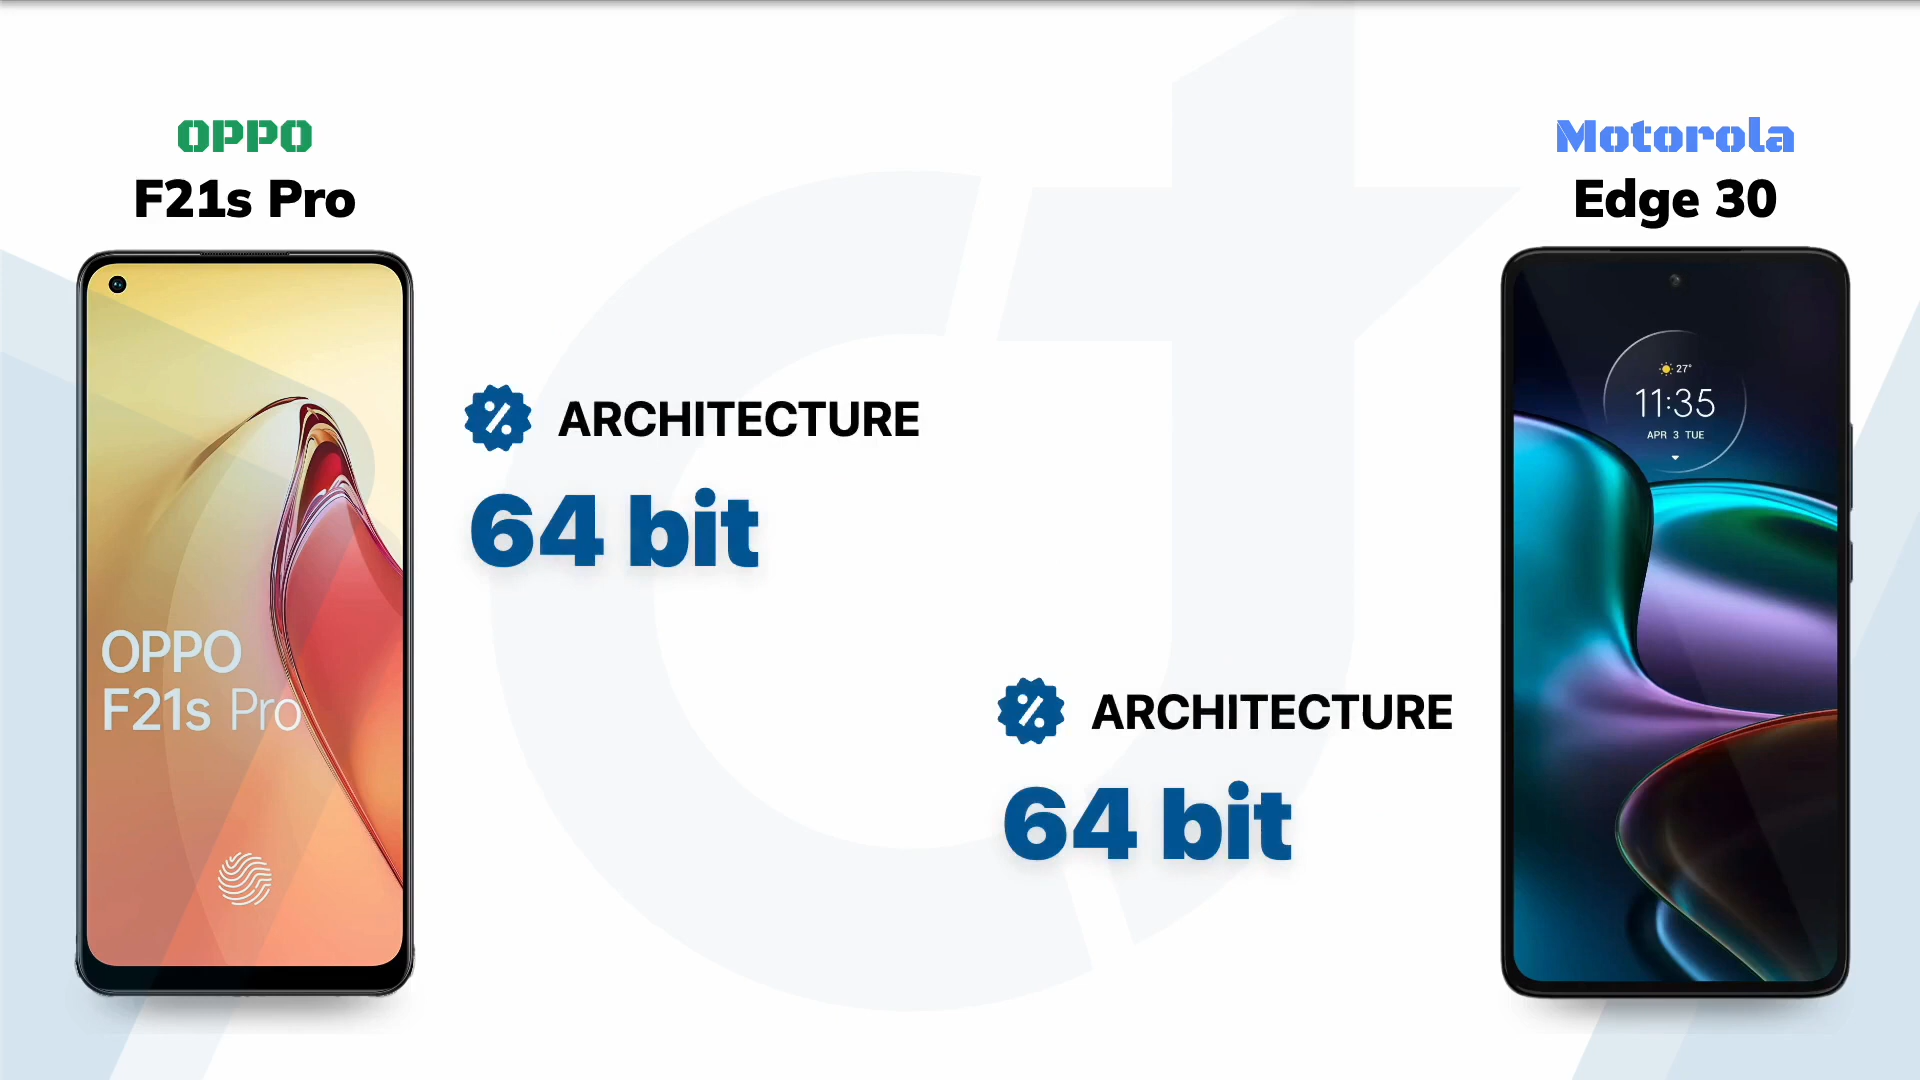 OPPO
F21s Pro
OPPO
F21s Pro
ARCHITECTURE
64 bit
ARCHITECTURE
64 bit
Motorola
Edge 30
27°
11:35
APR 3 TUE